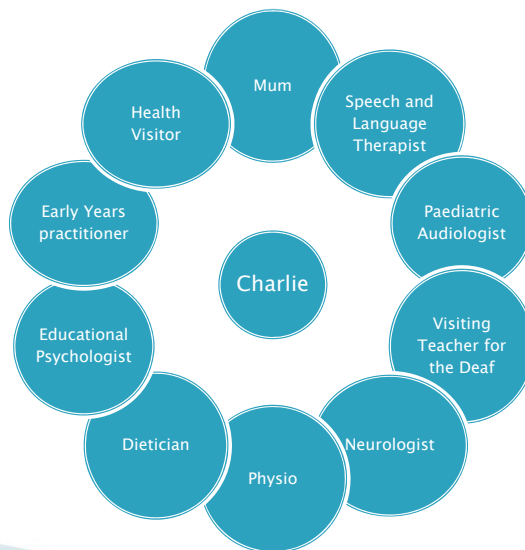 Mum
Speech and
Language
Therapist
Paediatric
Audiologist
Visiting
Teacher for
the Deaf
Neurologist
Physio
Dietician
Educational
Psychologist
Early Years
practitioner
Health
Visitor
Charlie